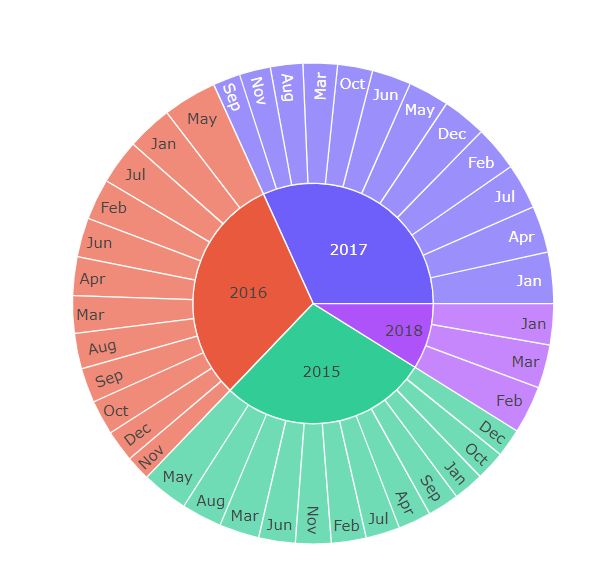 2017
Jan
Apr
Jul
Feb
Dec
May
Jun
Oct
Mar
Aug
Nov
Sep
2016
May
Jan
Jul
Feb
Jun
Apr
Mar
Aug
Sep
Oct
Dec
Nov
2015
May
Aug
Mar
Jun
Nov
Feb
Jul
Apr
Sep
Jan
Oct
Dec
2018
Feb
Mar
Jan